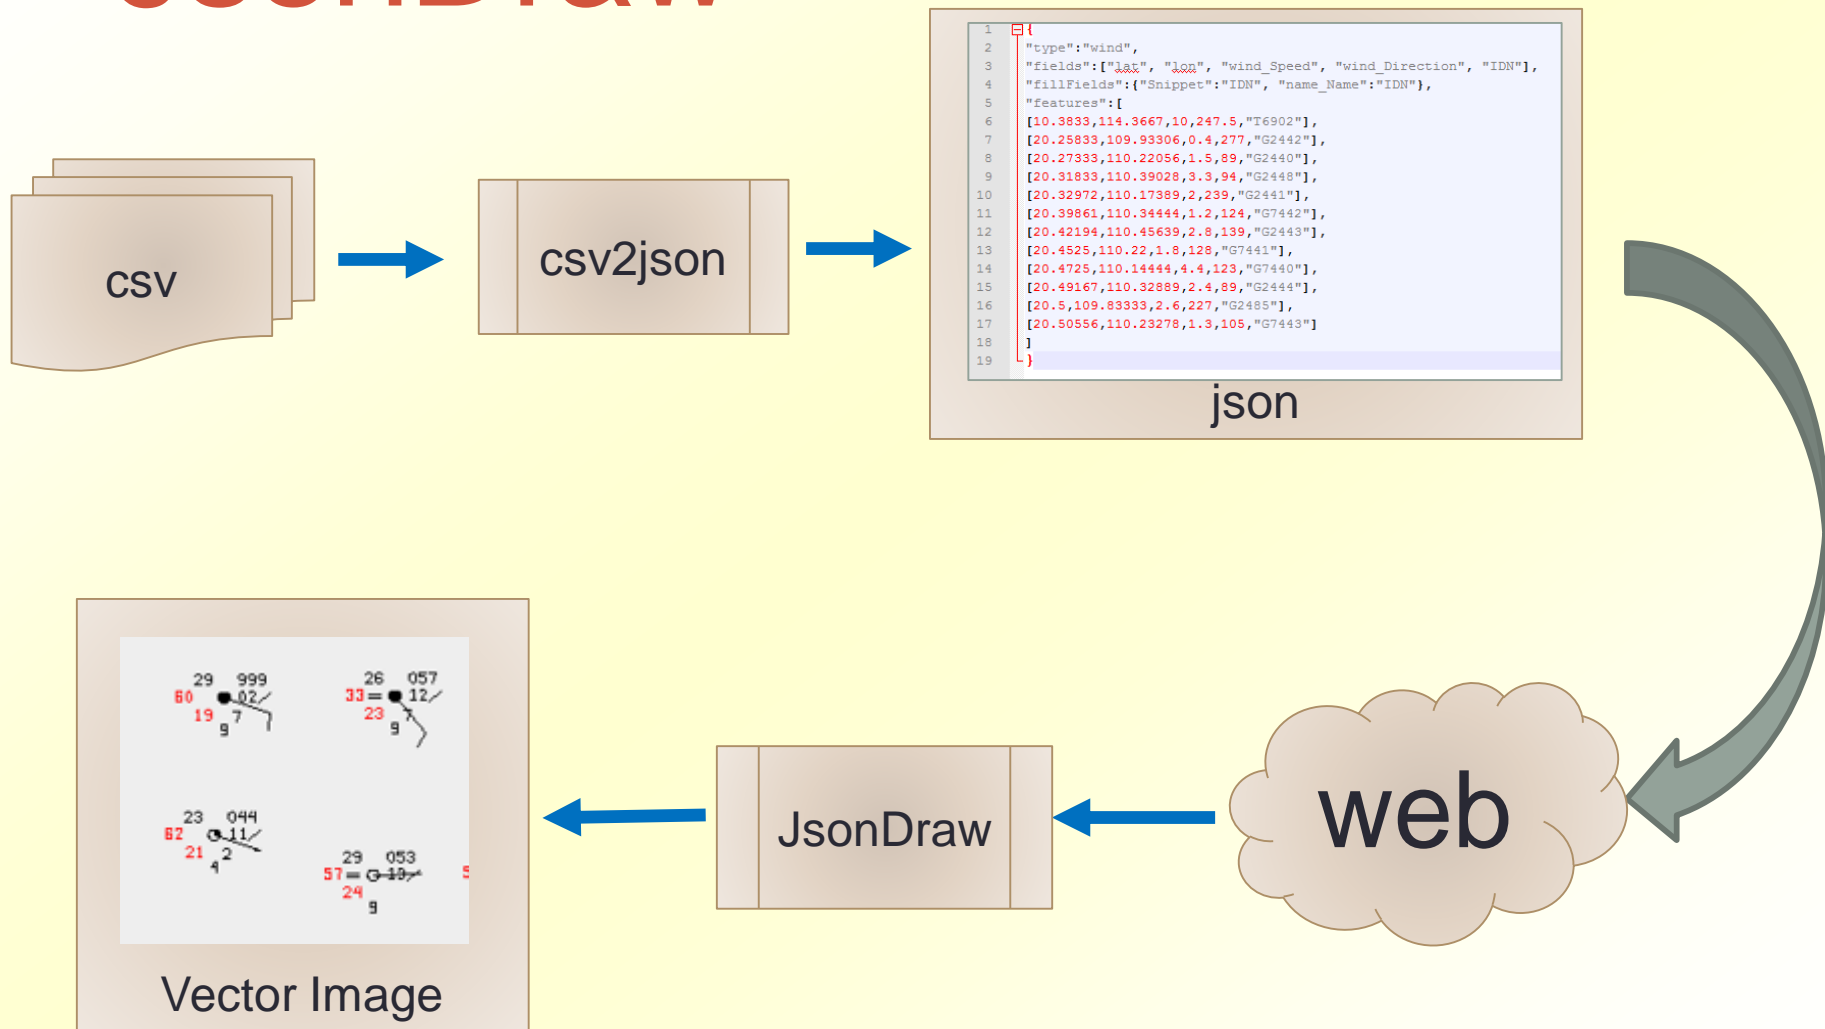 JsonDraw
csv
csv2json
1 {
2 "type":"wind",
3 "fields":["lat", "lon", "wind_Speed", "wind_Direction", "IDN"],
4 "fillFields":{"Snippet":"IDN", "name_Name":"IDN"},
5 "features":[
6 [10.3833,114.3667,10,247.5,"T6902"],
7 [20.25833,109.93306,0.4,277,"G2442"],
8 [20.27333,110.22056,1.5,89,"G2440"],
9 [20.31833,110.39028,3.3,94,"G2448"],
10 [20.32972,110.17389,2,239,"G2441"],
11 [20.39861,110.34444,1.2,124,"G7442"],
12 [20.42194,110.45639,2.8,139,"G2443"],
13 [20.4525,110.22,1.8,128,"G7441"],
14 [20.4725,110.14444,4.4,123,"G7440"],
15 [20.49167,110.32889,2.4,89,"G2444"],
16 [20.5,109.83333,2.6,227,"G2485"],
17 [20.50556,110.23278,1.3,105,"G7443"]
18 ]
19 }
json
web
JsonDraw
29 999
60 02
19 7
9
26 057
33 = 12
23 7
9
23 044
62 11
21 2
4
29 053
57 =
24
9
Vector Image